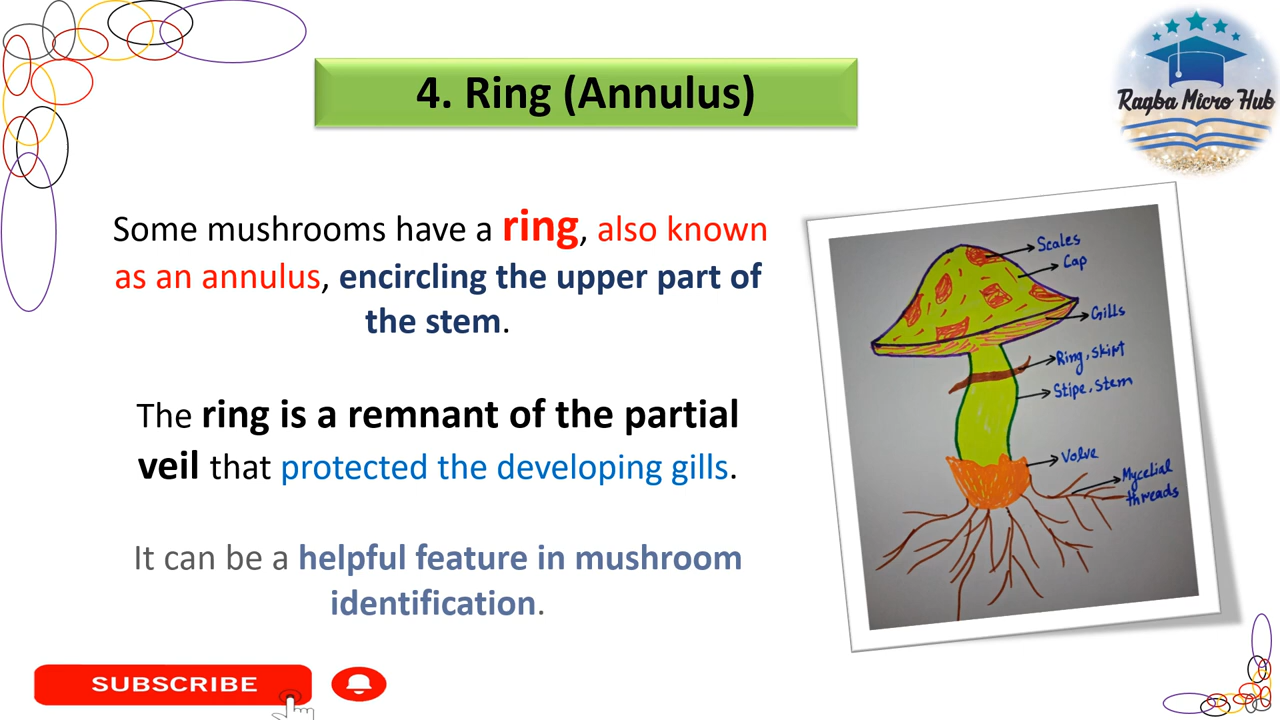 4. Ring (Annulus)
Ragba Micro Hub
Some mushrooms have a ring, also known
as an annulus, encircling the upper part of
the stem.
The ring is a remnant of the partial
veil that protected the developing gills.
It can be a helpful feature in mushroom
identification.
Scales
Cap
Gills
Ring, skirt
Stipe, stem
Volve
Mycelial
threads
SUBSCRIBE